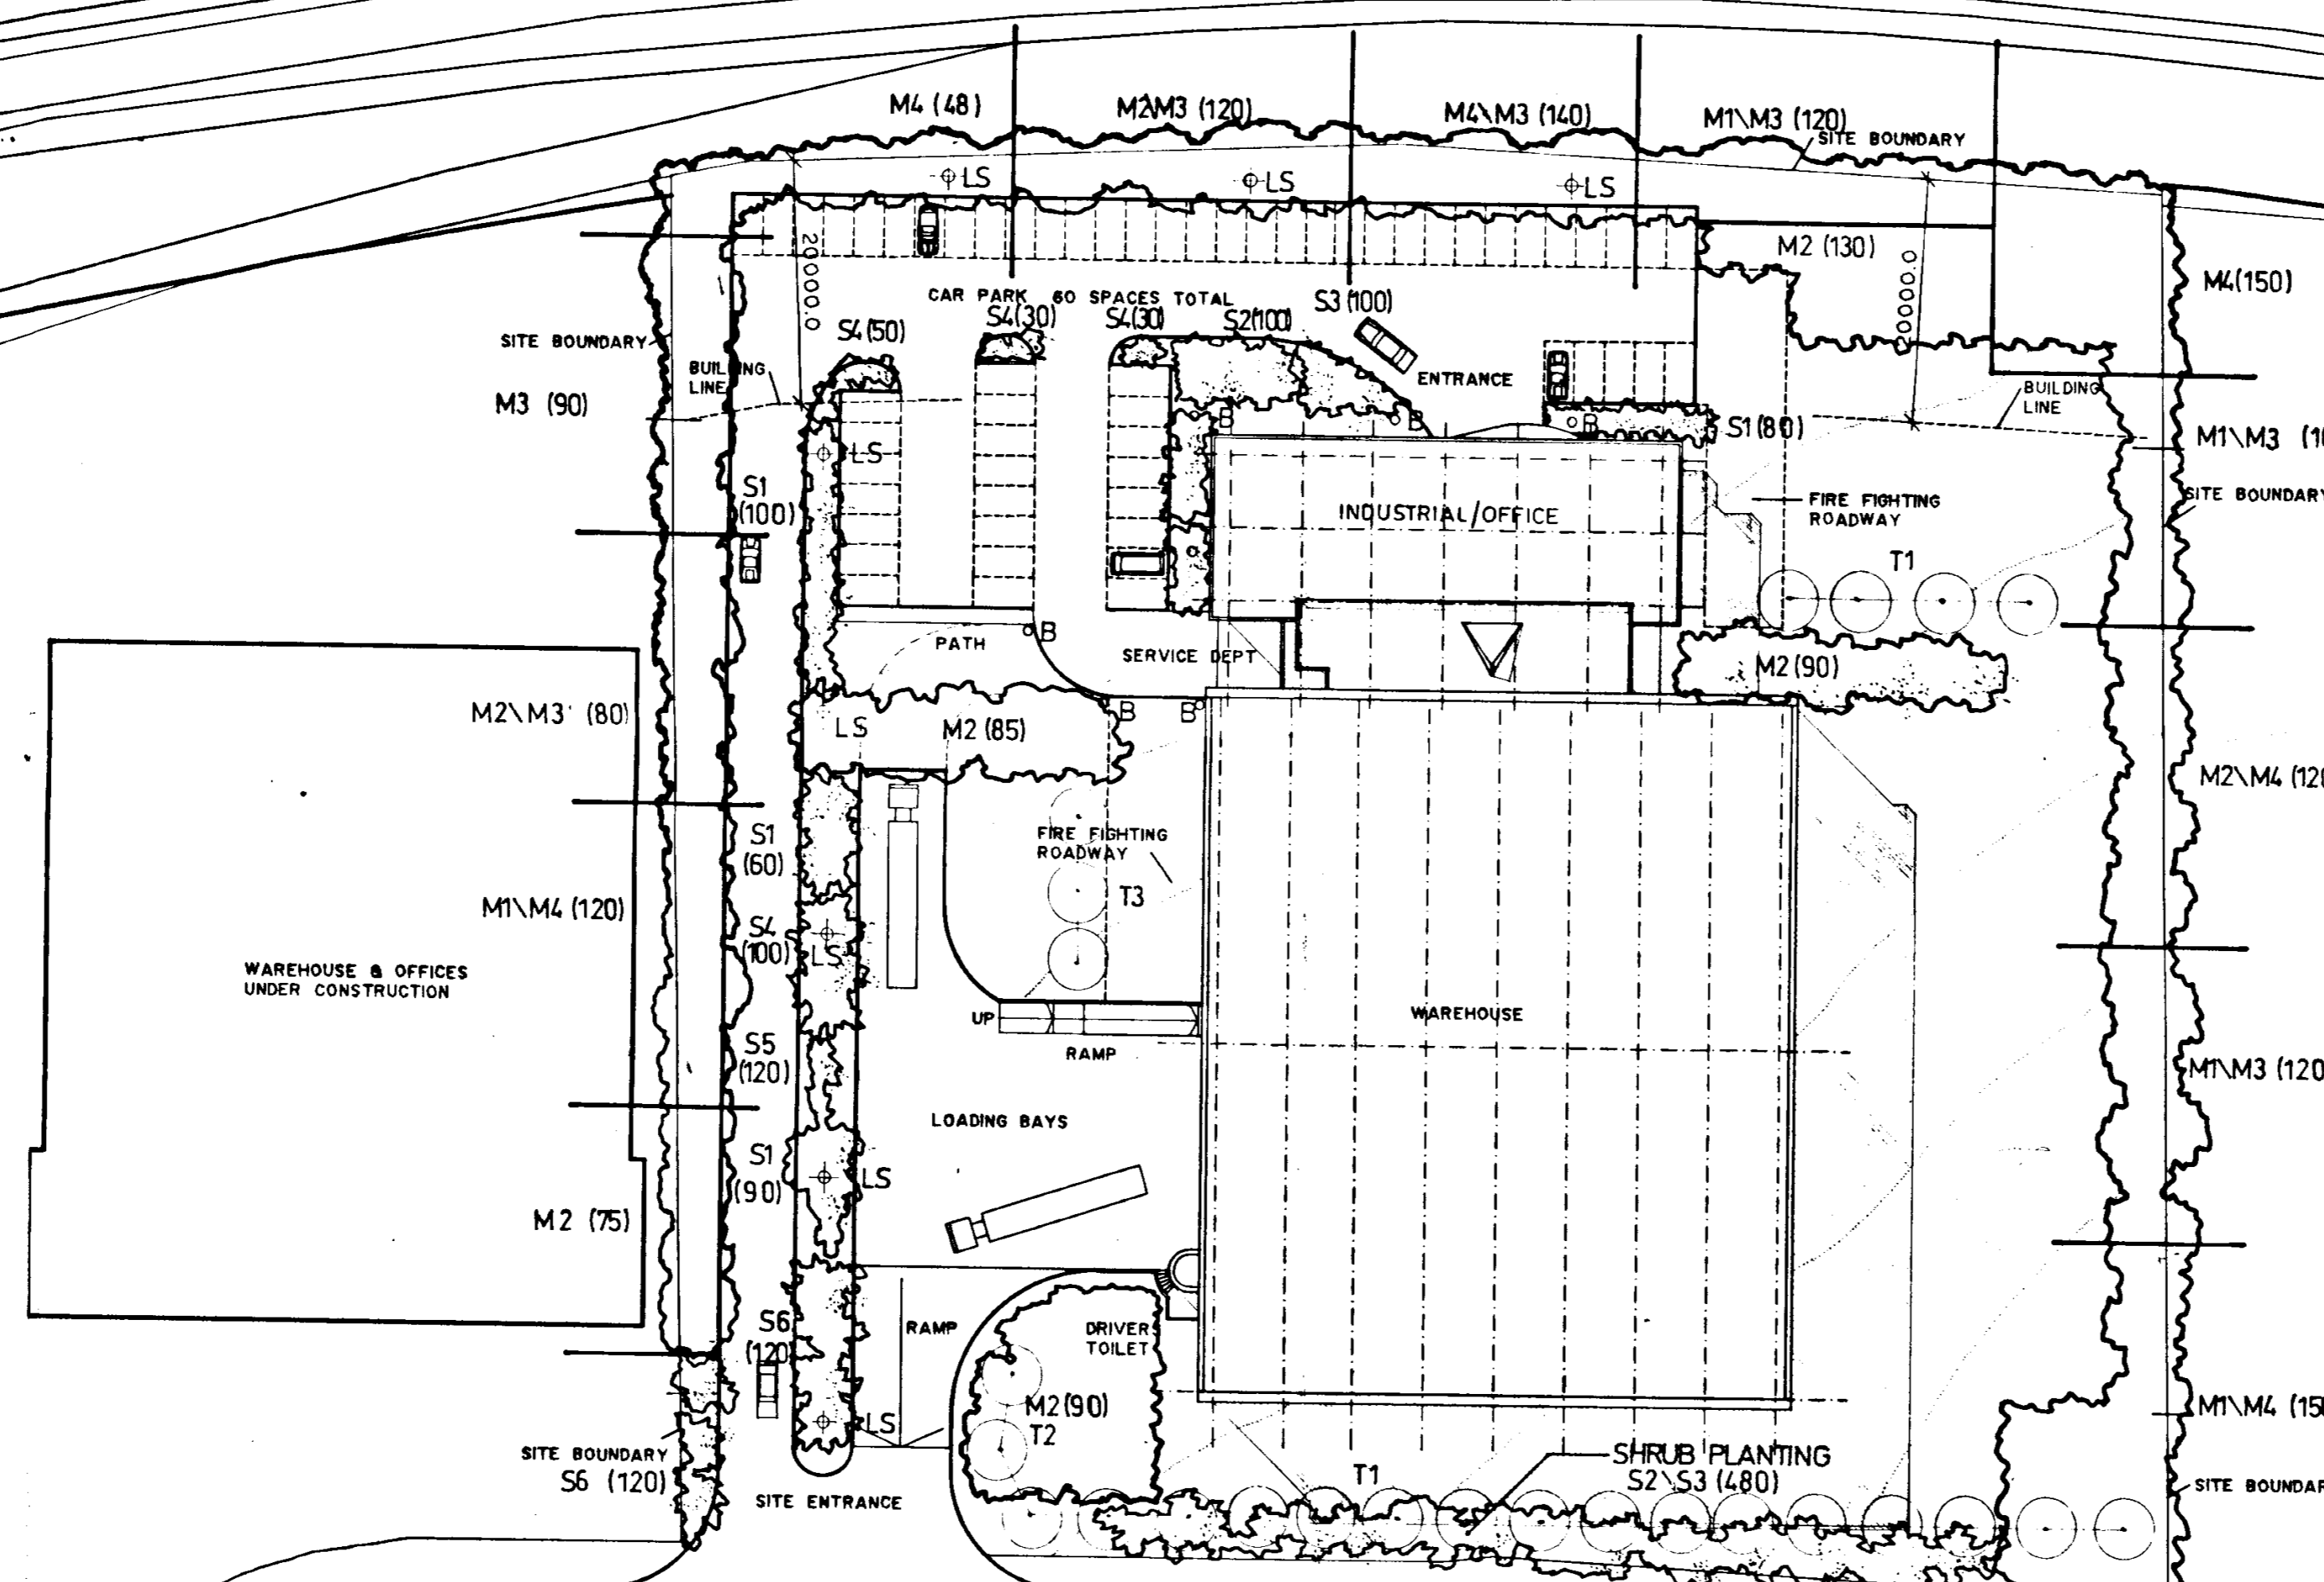 M4 (48)
M2\M3 (120)
M4\M3 (140)
M1\M3 (120)
SITE BOUNDARY
LS
LS
LS
M2 (130)
20000.0
20000.0
M4(150)
CAR PARK 60 SPACES TOTAL
S4(50)
S4(30)
S4(30)
S2(100)
S3(100)
SITE BOUNDARY
BUILDING
LINE
ENTRANCE
BUILDING
LINE
M3 (90)
B
B
B
S1(80)
M1\M3
LS
S1
(100)
INDUSTRIAL/OFFICE
FIRE FIGHTING
ROADWAY
SITE BOUNDARY
T1
B
PATH
SERVICE DEPT
M2(90)
M2\M3 (80)
LS
M2 (85)
B
B
M2\M4
S1
(60)
FIRE FIGHTING
ROADWAY
T3
M1\M4 (120)
S4
(100)
LS
WAREHOUSE & OFFICES
UNDER CONSTRUCTION
UP
RAMP
WAREHOUSE
S5
(120)
M1\M3 (120
LOADING BAYS
S1
(90)
LS
M2 (75)
S6
(120
RAMP
DRIVER
TOILET
M2(90)
T2
LS
M1\M4
SITE BOUNDARY
S6 (120)
SITE ENTRANCE
T1
SHRUB PLANTING
S2\S3 (480)
SITE BOUNDAR